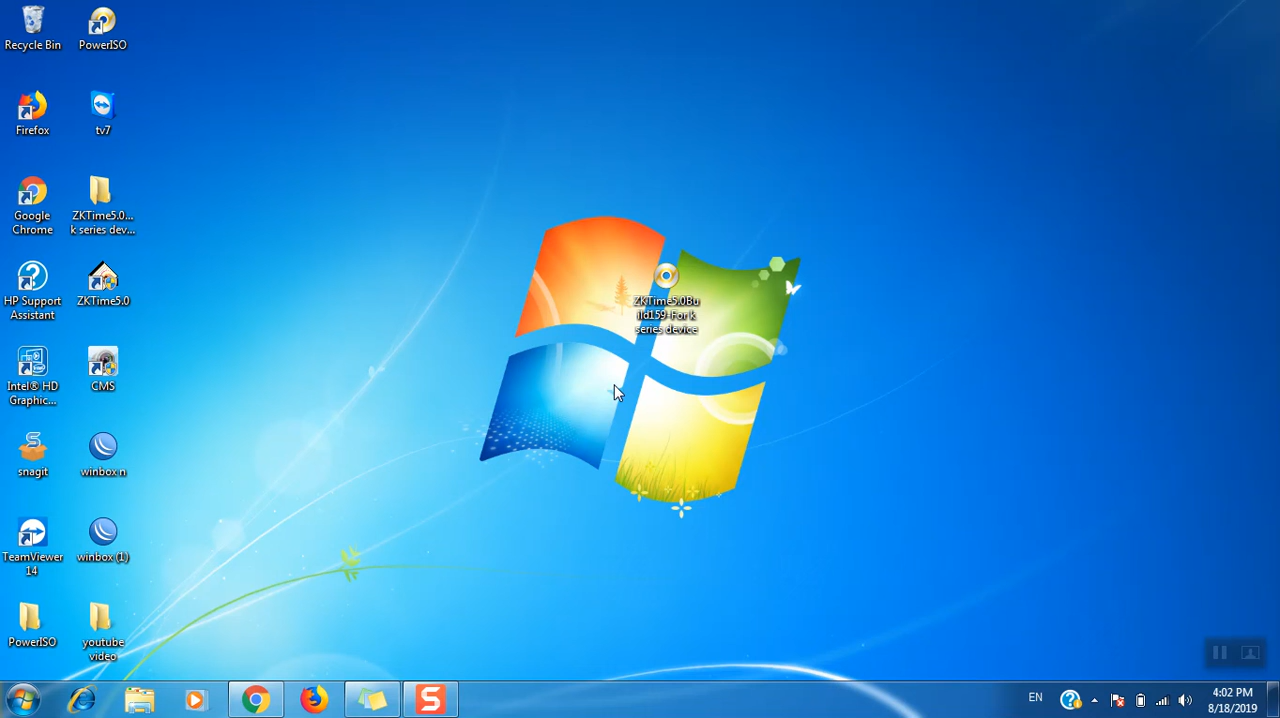 Recycle Bin
PowerISO
Firefox
tv7
Google
Chrome
ZKTime5.0...
k series dev...
HP Support
Assistant
ZKTime5.0
Intel® HD
Graphic...
CMS
snagit
winbox n
TeamViewer
14
winbox (1)
PowerISO
youtube
video
ZKTime5.0Bu
ild159-For k
series device
EN
4:02 PM
8/18/2019